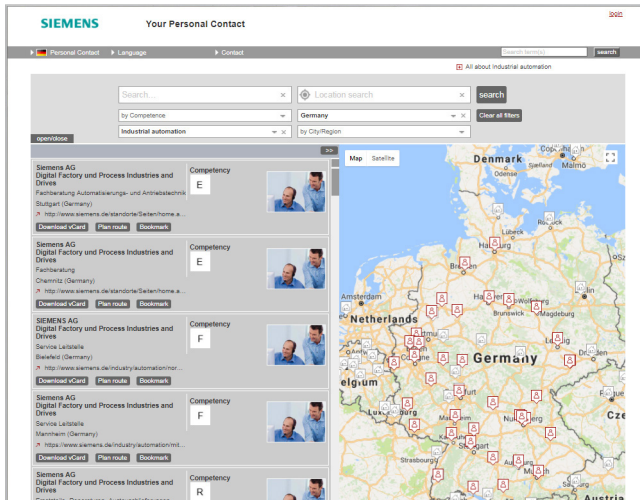 login
SIEMENS
Your Personal Contact
Personal Contact
Language
Contact
Search term(s)
search
All about Industrial automation
Search...
Location search
search
by Competence
Germany
Clear all filters
Industrial automation
by City/Region
open/close
>>
Siemens AG
Digital Factory und Process Industries and
Drives
Fachberatung Automatisierungs- und Antriebstechnik
Stuttgart (Germany)
http://www.siemens.de/standorte/Seiten/home.a...
Download vCard
Plan route
Bookmark
Competency
E
Siemens AG
Digital Factory und Process Industries and
Drives
Fachberatung
Chemnitz (Germany)
http://www.siemens.de/standorte/Seiten/home.a...
Download vCard
Plan route
Bookmark
Competency
E
SIEMENS AG
Digital Factory und Process Industries and
Drives
Service Leitstelle
Bielefeld (Germany)
http://www.siemens.de/industry/automation/nor...
Download vCard
Plan route
Bookmark
Competency
F
Siemens AG
Digital Factory und Process Industries and
Drives
Service Leitstelle
Mannheim (Germany)
https://www.siemens.de/industry/automation/mit...
Download vCard
Plan route
Bookmark
Competency
F
Siemens AG
Digital Factory und Process Industries and
Drives
Competency
R
Map
Satellite
Denmark
Odense
Malmö
Lübeck
Amsterdam
Netherlands
Wolfsburg
Brunswick
Magdeburg
Germany
Strasbourg
Cze
Austria